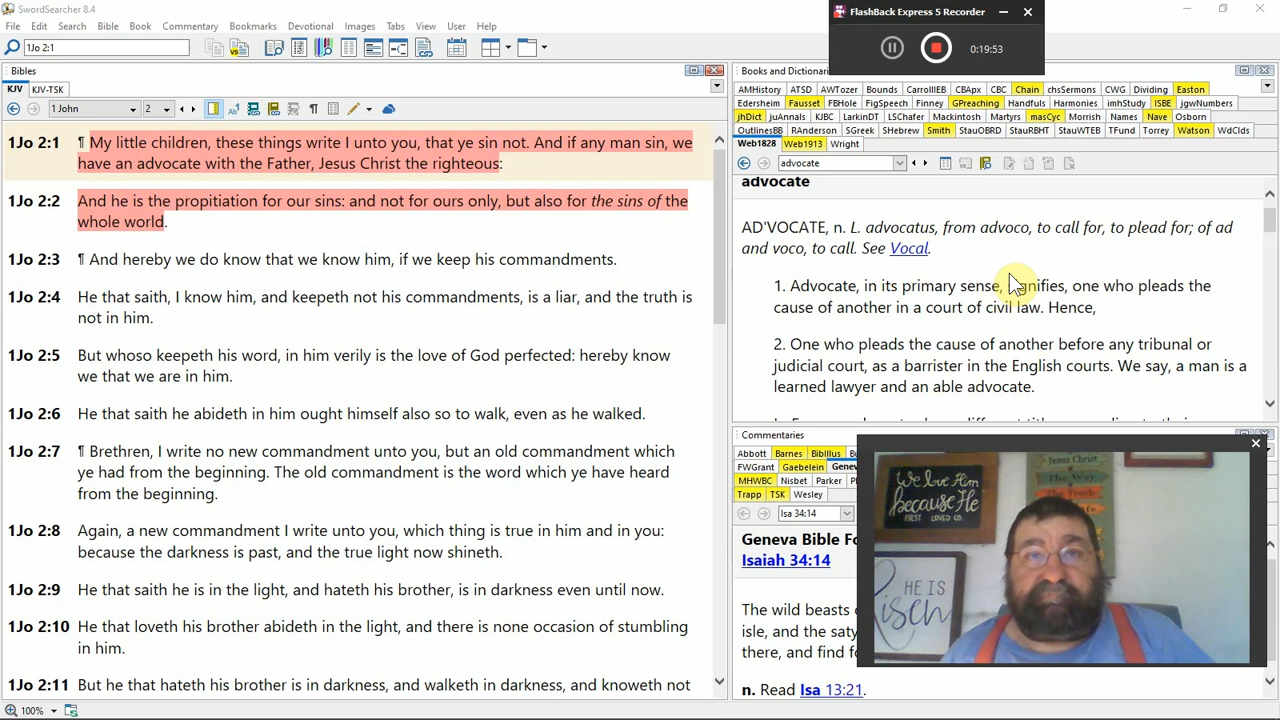 SwordSearcher 8.4
File Edit Search Bible Book Commentary Bookmarks Devotional Images Tabs View User Help
1Jo 2:1
FlashBack Express 5 Recorder
0:19:53
Bibles
KJV KJV-TSK
1 John 2
1Jo 2:1 ¶ My little children, these things write I unto you, that ye sin not. And if any man sin, we
have an advocate with the Father, Jesus Christ the righteous:
1Jo 2:2 And he is the propitiation for our sins: and not for ours only, but also for the sins of the
whole world.
1Jo 2:3 ¶ And hereby we do know that we know him, if we keep his commandments.
1Jo 2:4 He that saith, I know him, and keepeth not his commandments, is a liar, and the truth is
not in him.
1Jo 2:5 But whoso keepeth his word, in him verily is the love of God perfected: hereby know
we that we are in him.
1Jo 2:6 He that saith he abideth in him ought himself also so to walk, even as he walked.
1Jo 2:7 ¶ Brethren, I write no new commandment unto you, but an old commandment which
ye had from the beginning. The old commandment is the word which ye have heard
from the beginning.
1Jo 2:8 Again, a new commandment I write unto you, which thing is true in him and in you:
because the darkness is past, and the true light now shineth.
1Jo 2:9 He that saith he is in the light, and hateth his brother, is in darkness even until now.
1Jo 2:10 He that loveth his brother abideth in the light, and there is none occasion of stumbling
in him.
1Jo 2:11 But he that hateth his brother is in darkness, and walketh in darkness, and knoweth not
100%
Books and Dictionari
AMHistory ATSD AWTozer Bounds CarrollIEB CBApx CBC Chain chsSermons CWG Dividing Easton
Edersheim Fausset FBHole FigSpeech Finney GPreaching Handfuls Harmonies imhStudy ISBE jgwNumbers
jhDict juAnnals KJBC LarkinDT LSChafer Mackintosh Martyrs masCyc Morrish Names Nave Osborn
OutlinesBB RAnderson SGreek SHebrew Smith StauOBRD StauRBHT StauWTEB TFund Torrey Watson WdClds
Web1828 Web1913 Wright
advocate
advocate
AD'VOCATE, n. L. advocatus, from advoco, to call for, to plead for; of ad
and voco, to call. See Vocal.
1. Advocate, in its primary sense, signifies, one who pleads the
cause of another in a court of civil law. Hence,
2. One who pleads the cause of another before any tribunal or
judicial court, as a barrister in the English courts. We say, a man is a
learned lawyer and an able advocate.
Commentaries
Abbott Barnes BibIllus Bu
FWGrant Gaebelein Genev
MHWBC Nisbet Parker
Trapp TSK Wesley
Isa 34:14
Geneva Bible Fo
Isaiah 34:14
The wild beasts
isle, and the saty
there, and find f
n. Read Isa 13:21.
We love Him
because He
FIRST LOVED US.
Jesus Christ
The Way
The Truth
HE IS
Risen